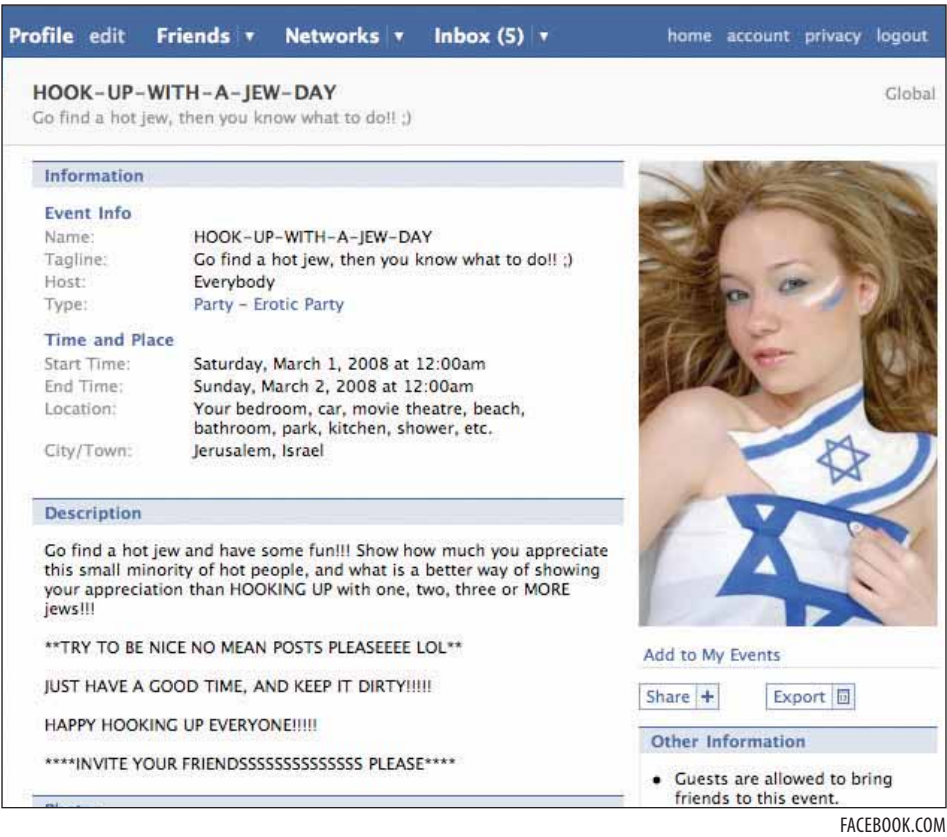 Profile edit Friends ▼ Networks ▼ Inbox (5) ▼ home account privacy logout
HOOK-UP-WITH-A-JEW-DAY Global
Go find a hot jew, then you know what to do!! ;)
Information
Event Info
Name: HOOK-UP-WITH-A-JEW-DAY
Tagline: Go find a hot jew, then you know what to do!! ;)
Host: Everybody
Type: Party - Erotic Party
Time and Place
Start Time: Saturday, March 1, 2008 at 12:00am
End Time: Sunday, March 2, 2008 at 12:00am
Location: Your bedroom, car, movie theatre, beach,
bathroom, park, kitchen, shower, etc.
City/Town: Jerusalem, Israel
Description
Go find a hot jew and have some fun!!! Show how much you appreciate
this small minority of hot people, and what is a better way of showing
your appreciation than HOOKING UP with one, two, three or MORE
jews!!!
**TRY TO BE NICE NO MEAN POSTS PLEASEEEE LOL**
JUST HAVE A GOOD TIME, AND KEEP IT DIRTY!!!!!
HAPPY HOOKING UP EVERYONE!!!!!
****INVITE YOUR FRIENDSSSSSSSSSSSSSS PLEASE****
Add to My Events
Share + Export
Other Information
• Guests are allowed to bring
friends to this event.
FACEBOOK.COM